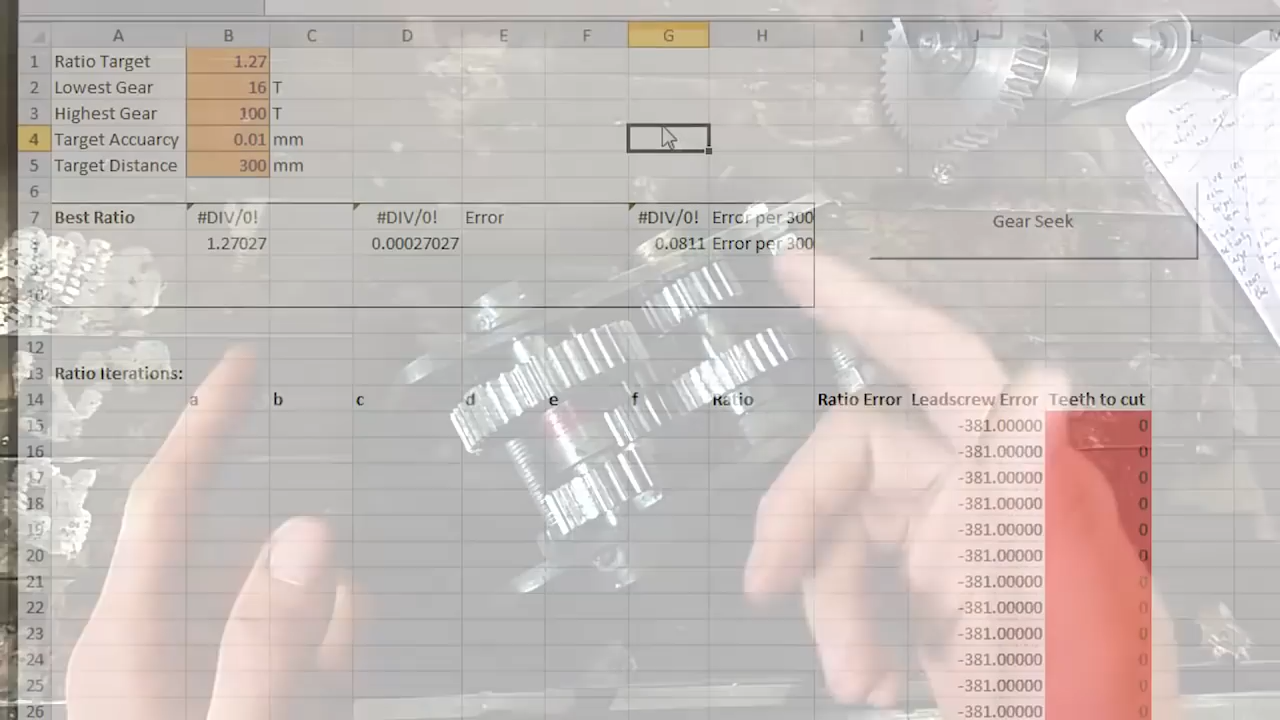 A B C D E F G H I J K L M
1 Ratio Target 1.27
2 Lowest Gear 16 T
3 Highest Gear 100 T
4 Target Accuarcy 0.01 mm
5 Target Distance 300 mm
6
7 Best Ratio #DIV/0! #DIV/0! Error #DIV/0! Error per 300
8 1.27027 0.00027027 0.0811 Error per 300
Gear Seek
9
10
11
12
13 Ratio Iterations:
14 a b c d e f Ratio Ratio Error Leadscrew Error Teeth to cut
15 -381.00000 0
16 -381.00000 0
17 -381.00000 0
18 -381.00000 0
19 -381.00000 0
20 -381.00000 0
21 -381.00000 0
22 -381.00000 0
23 -381.00000 0
24 -381.00000 0
25 -381.00000 0
26 -381.00000 0